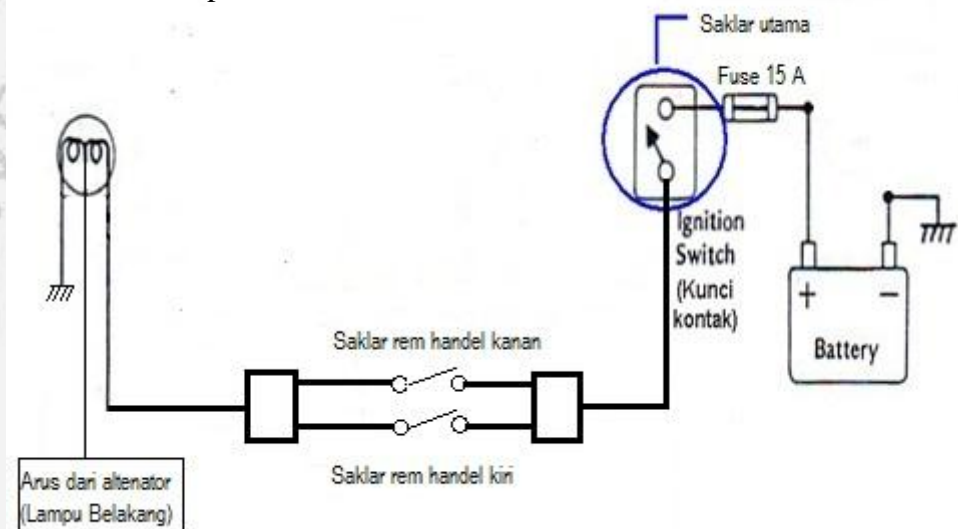 Saklar utama
Fuse 15 A
Ignition
Switch
(Kunci
kontak)
+ −
Battery
Saklar rem handel kanan
Saklar rem handel kiri
Arus dari altenator
(Lampu Belakang)